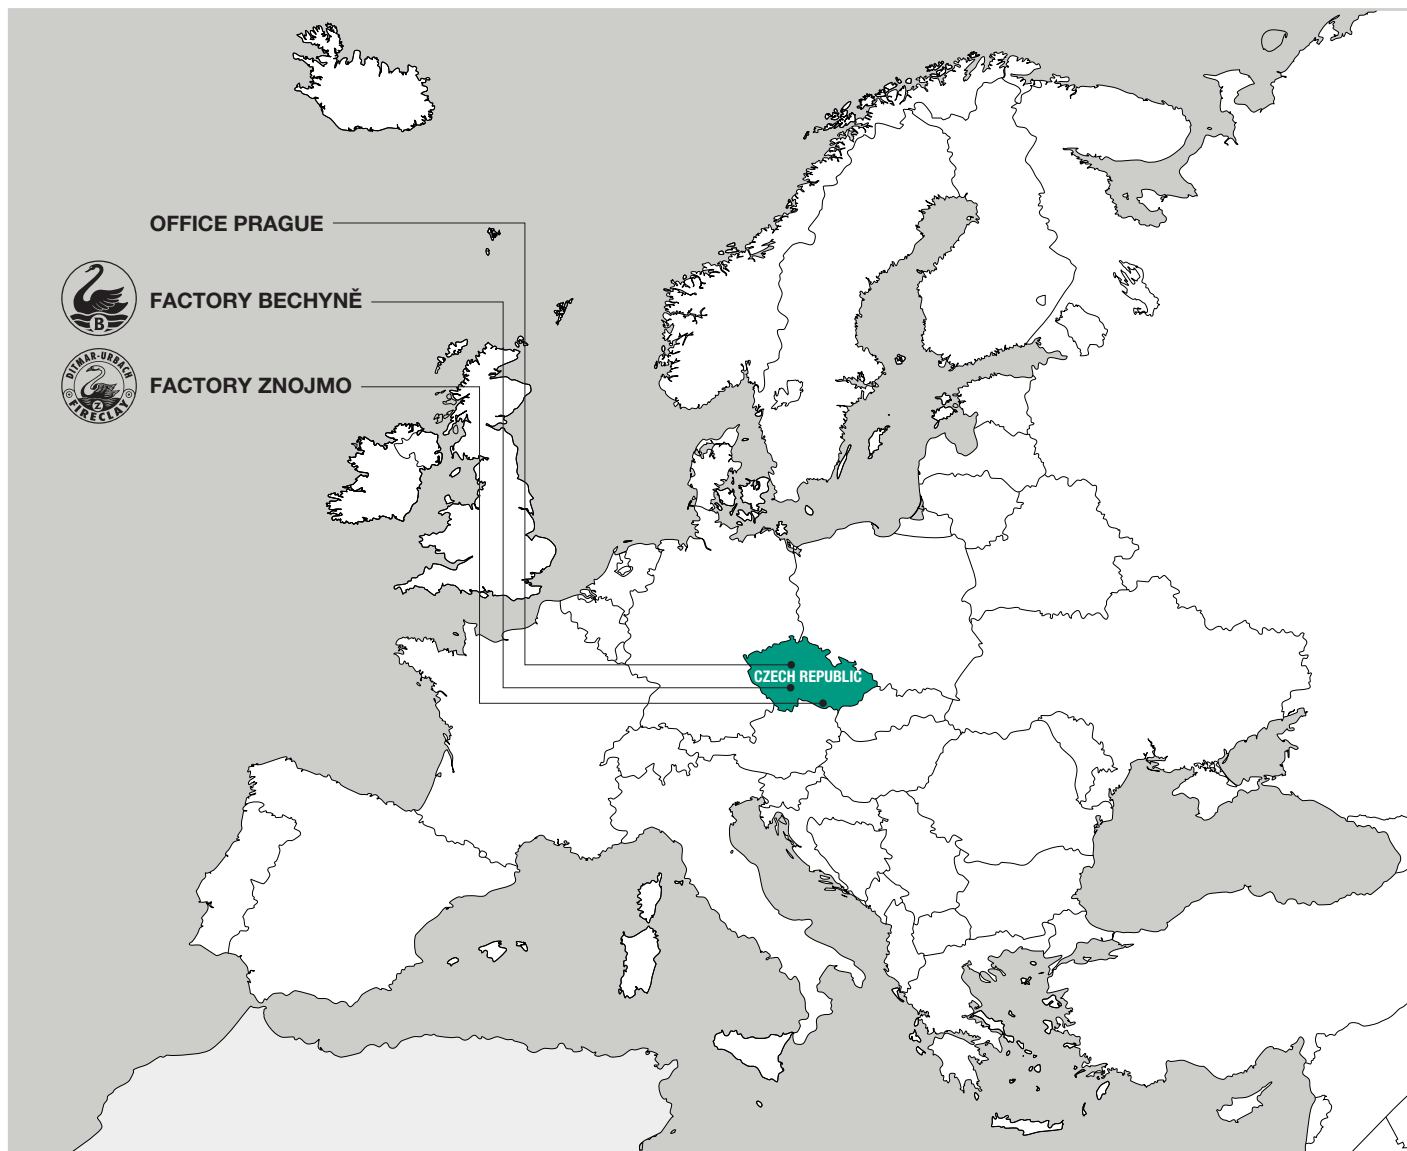 OFFICE PRAGUE
B
FACTORY BECHYNĚ
DITMAR-URBACH
Z
FIRECLAY
FACTORY ZNOJMO
CZECH REPUBLIC